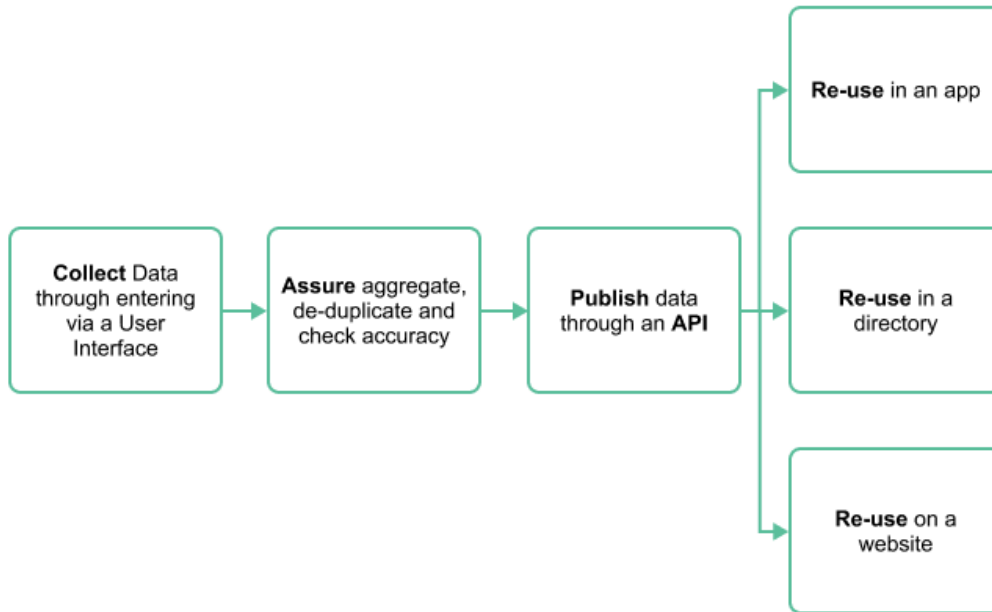 Collect Data
through entering
via a User
Interface
Assure aggregate,
de-duplicate and
check accuracy
Publish data
through an API
Re-use in an app
Re-use in a
directory
Re-use on a
website